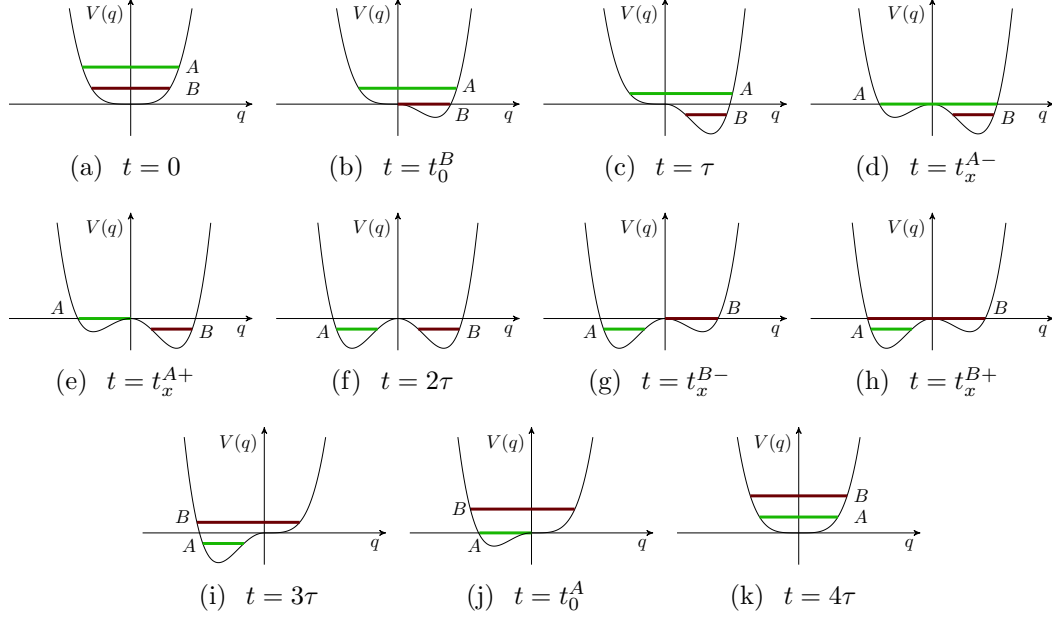 V(q) A B q
(a) t = 0
V(q) A B q
(b) t = t_0^B
V(q) A B q
(c) t = τ
V(q) A B q
(d) t = t_x^{A−}
V(q) A B q
(e) t = t_x^{A+}
V(q) A B q
(f) t = 2τ
V(q) A B q
(g) t = t_x^{B−}
V(q) A B q
(h) t = t_x^{B+}
V(q) B A q
(i) t = 3τ
V(q) B A q
(j) t = t_0^A
V(q) B A q
(k) t = 4τ